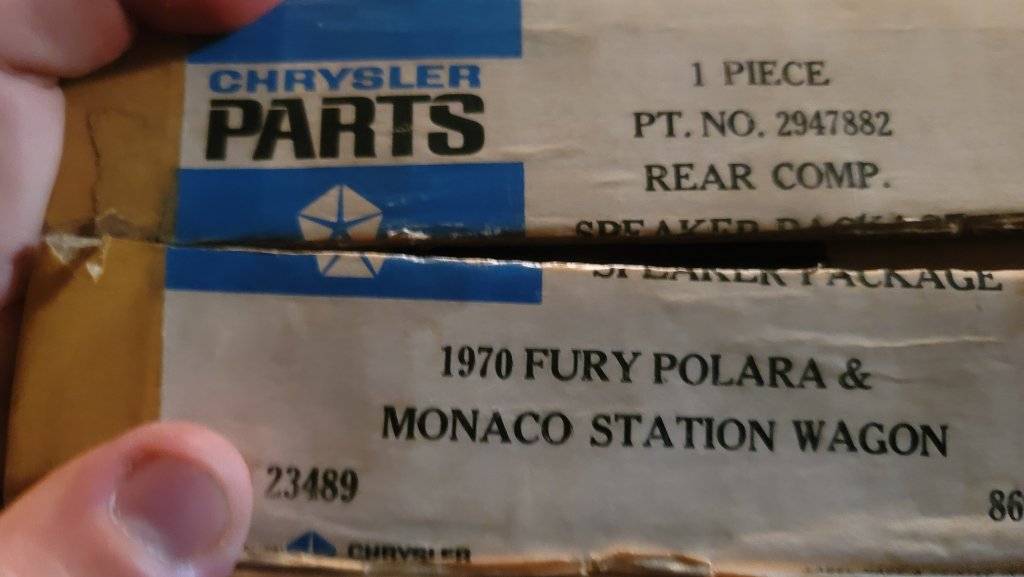 CHRYSLER
PARTS
1 PIECE
PT. NO. 2947882
REAR COMP.
SPEAKER PACKAGE
1970 FURY POLARA &
MONACO STATION WAGON
23489
86
CHRYSLER